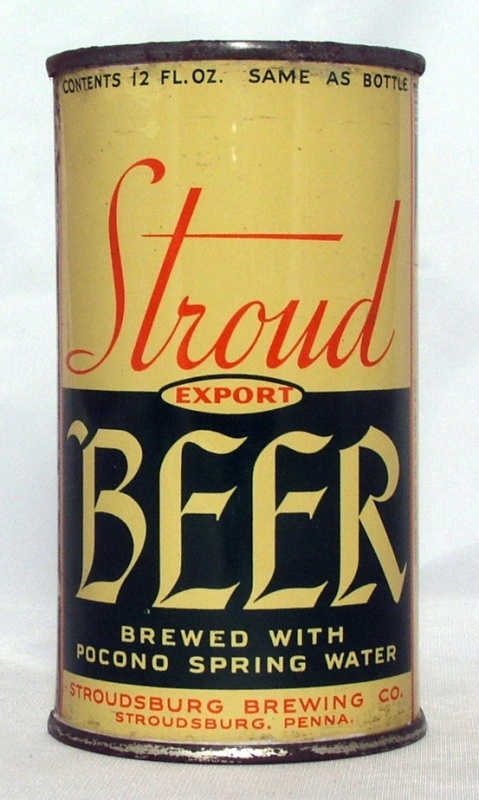 CONTENTS 12 FL.OZ. SAME AS BOTTLE
Stroud
EXPORT
BEER
BREWED WITH
POCONO SPRING WATER
STROUDSBURG BREWING CO.
STROUDSBURG, PENNA.